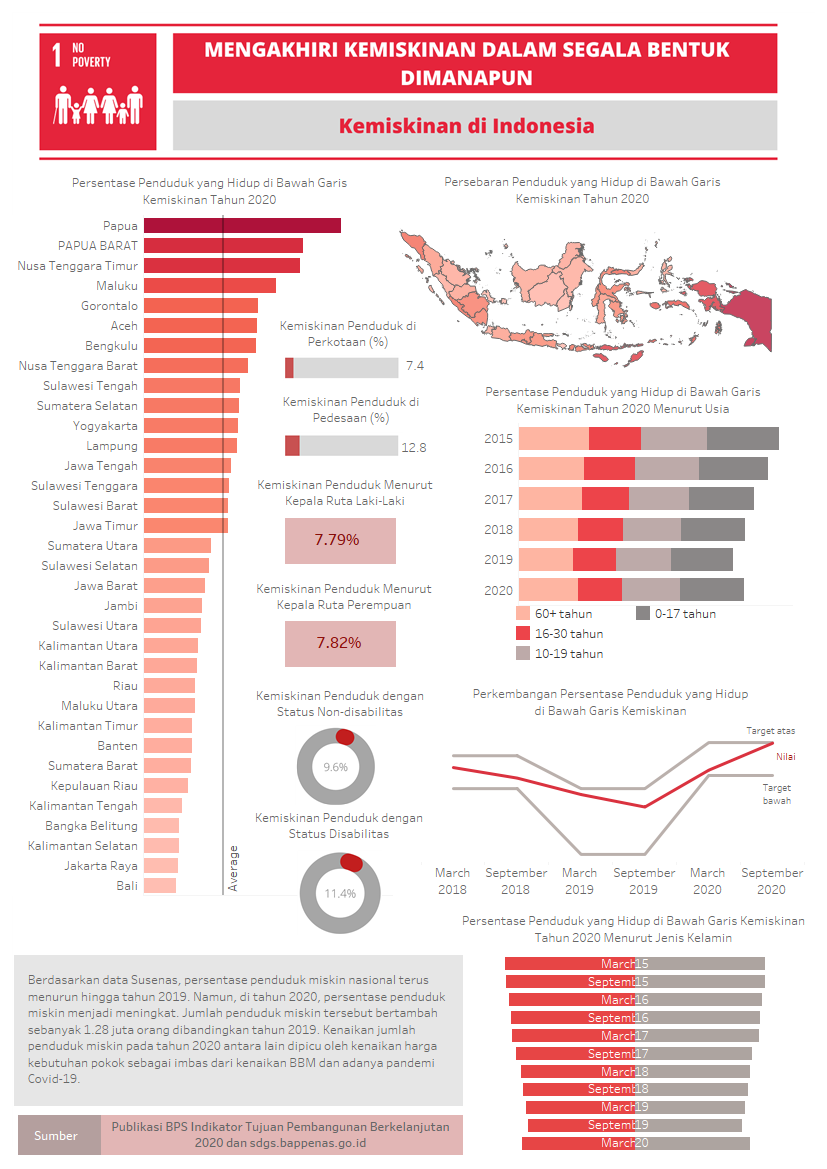 1 NO
POVERTY
MENGAKHIRI KEMISKINAN DALAM SEGALA BENTUK
DIMANAPUN
Kemiskinan di Indonesia
Persentase Penduduk yang Hidup di Bawah Garis
Kemiskinan Tahun 2020
Papua
PAPUA BARAT
Nusa Tenggara Timur
Maluku
Gorontalo
Aceh
Bengkulu
Nusa Tenggara Barat
Sulawesi Tengah
Sumatera Selatan
Yogyakarta
Lampung
Jawa Tengah
Sulawesi Tenggara
Sulawesi Barat
Jawa Timur
Sumatera Utara
Sulawesi Selatan
Jawa Barat
Jambi
Sulawesi Utara
Kalimantan Utara
Kalimantan Barat
Riau
Maluku Utara
Kalimantan Timur
Banten
Sumatera Barat
Kepulauan Riau
Kalimantan Tengah
Bangka Belitung
Kalimantan Selatan
Jakarta Raya
Bali
Average
Kemiskinan Penduduk di
Perkotaan (%)
7.4
Kemiskinan Penduduk di
Pedesaan (%)
12.8
Kemiskinan Penduduk Menurut
Kepala Ruta Laki-Laki
7.79%
Kemiskinan Penduduk Menurut
Kepala Ruta Perempuan
7.82%
Kemiskinan Penduduk dengan
Status Non-disabilitas
9.6%
Kemiskinan Penduduk dengan
Status Disabilitas
11.4%
Persebaran Penduduk yang Hidup di Bawah Garis
Kemiskinan Tahun 2020
Persentase Penduduk yang Hidup di Bawah Garis
Kemiskinan Tahun 2020 Menurut Usia
2015
2016
2017
2018
2019
2020
60+ tahun
0-17 tahun
16-30 tahun
10-19 tahun
Perkembangan Persentase Penduduk yang Hidup
di Bawah Garis Kemiskinan
Target atas
Nilai
Target
bawah
March September March September March September
2018 2018 2019 2019 2020 2020
Persentase Penduduk yang Hidup di Bawah Garis Kemiskinan
Tahun 2020 Menurut Jenis Kelamin
March15
Septemt15
March16
Septemt16
March17
Septemt17
March18
Septemt18
March19
Septemt19
March20
Berdasarkan data Susenas, persentase penduduk miskin nasional terus
menurun hingga tahun 2019. Namun, di tahun 2020, persentase penduduk
miskin menjadi meningkat. Jumlah penduduk miskin tersebut bertambah
sebanyak 1.28 juta orang dibandingkan tahun 2019. Kenaikan jumlah
penduduk miskin pada tahun 2020 antara lain dipicu oleh kenaikan harga
kebutuhan pokok sebagai imbas dari kenaikan BBM dan adanya pandemi
Covid-19.
Sumber
Publikasi BPS Indikator Tujuan Pembangunan Berkelanjutan
2020 dan sdgs.bappenas.go.id